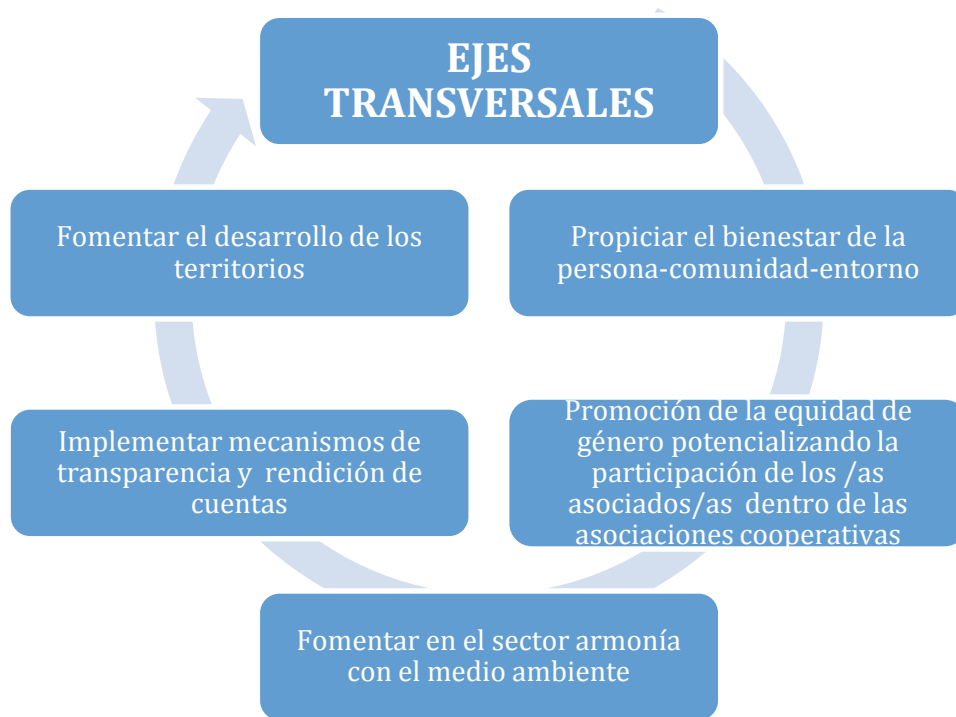 EJES
TRANSVERSALES
Propiciar el bienestar de la
persona-comunidad-entorno
Promoción de la equidad de
género potencializando la
participación de los /as
asociados/as dentro de las
asociaciones cooperativas
Fomentar en el sector armonía
con el medio ambiente
Implementar mecanismos de
transparencia y rendición de
cuentas
Fomentar el desarrollo de los
territorios